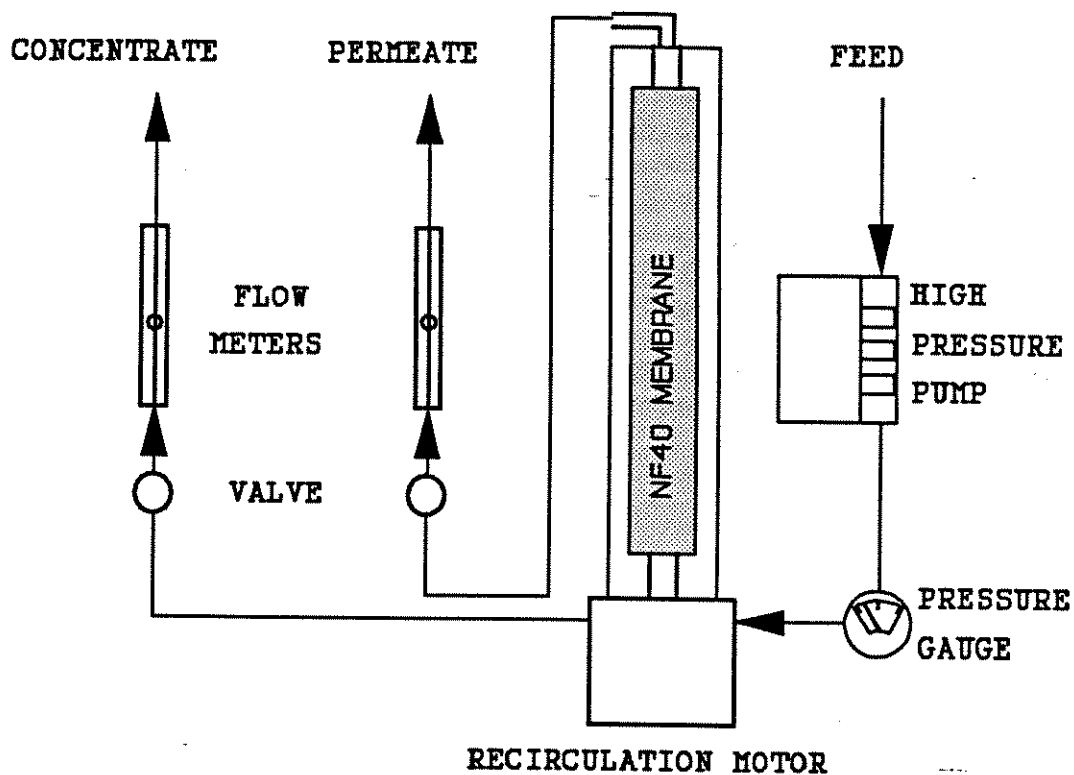 CONCENTRATE
PERMEATE
FEED
FLOW
METERS
NF40 MEMBRANE
HIGH
PRESSURE
PUMP
VALVE
PRESSURE
GAUGE
RECIRCULATION MOTOR